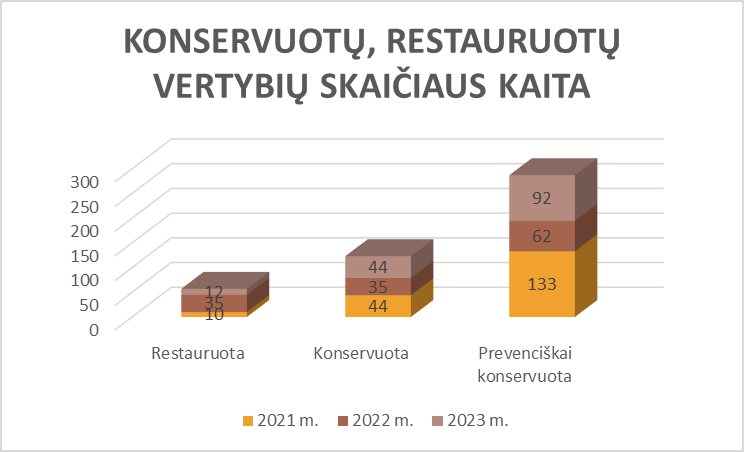 KONSERVUOTŲ, RESTAURUOTŲ
VERTYBIŲ SKAIČIAUS KAITA
300
250
200
150
100
50
0
12
35
10
44
35
44
92
62
133
Restauruota
Konservuota
Prevenciškai
konservuota
2021 m. 2022 m. 2023 m.